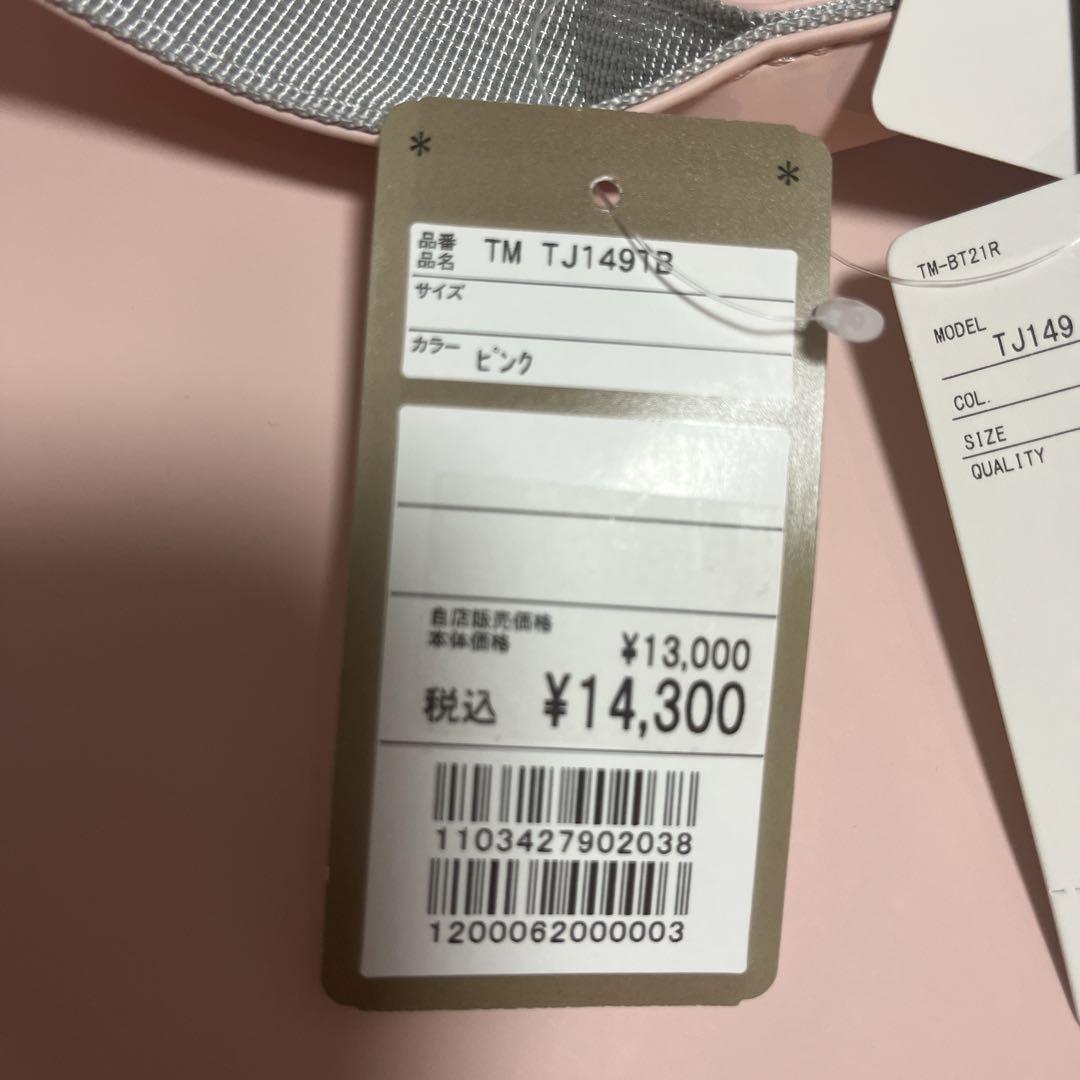 *
*
品番
品名 TM TJ1491B
サイズ
カラー ピンク
自店販売価格
本体価格 ¥13,000
税込 ¥14,300
1103427902038
1200062000003
TM-BT21R
MODEL TJ149
COL.
SIZE
QUALITY